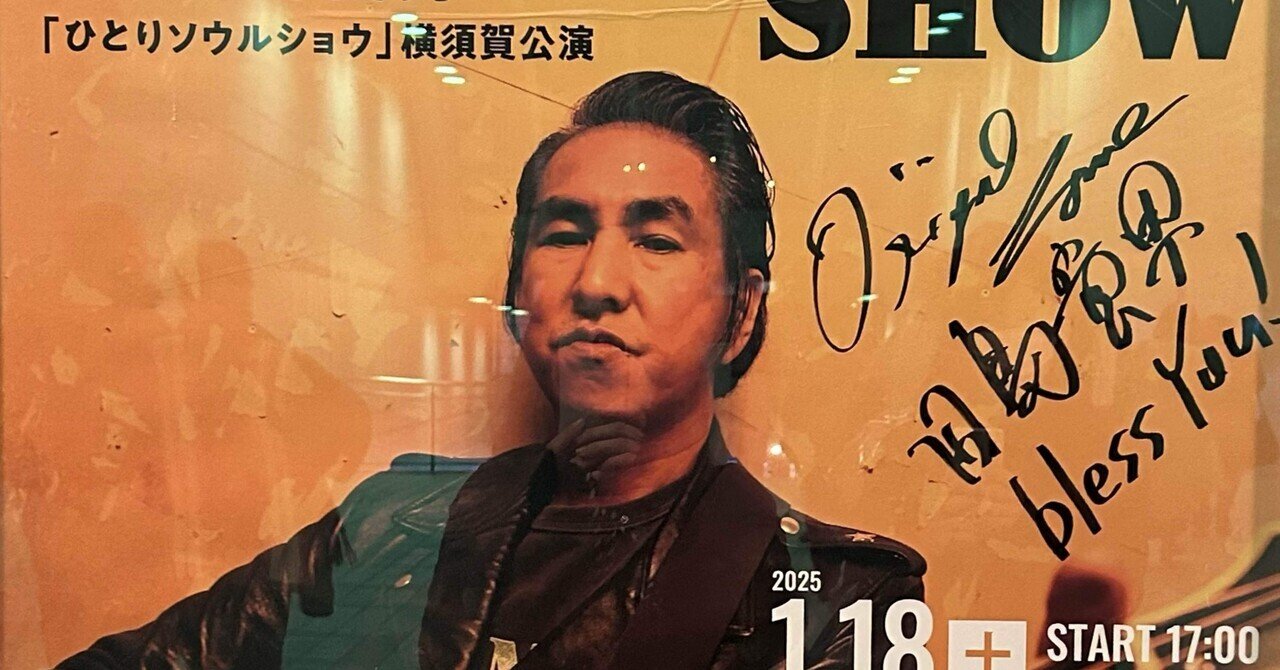 SHOW
「ひとりソウルショウ」横須賀公演
bless You!
2025
1.18 土
START 17:00